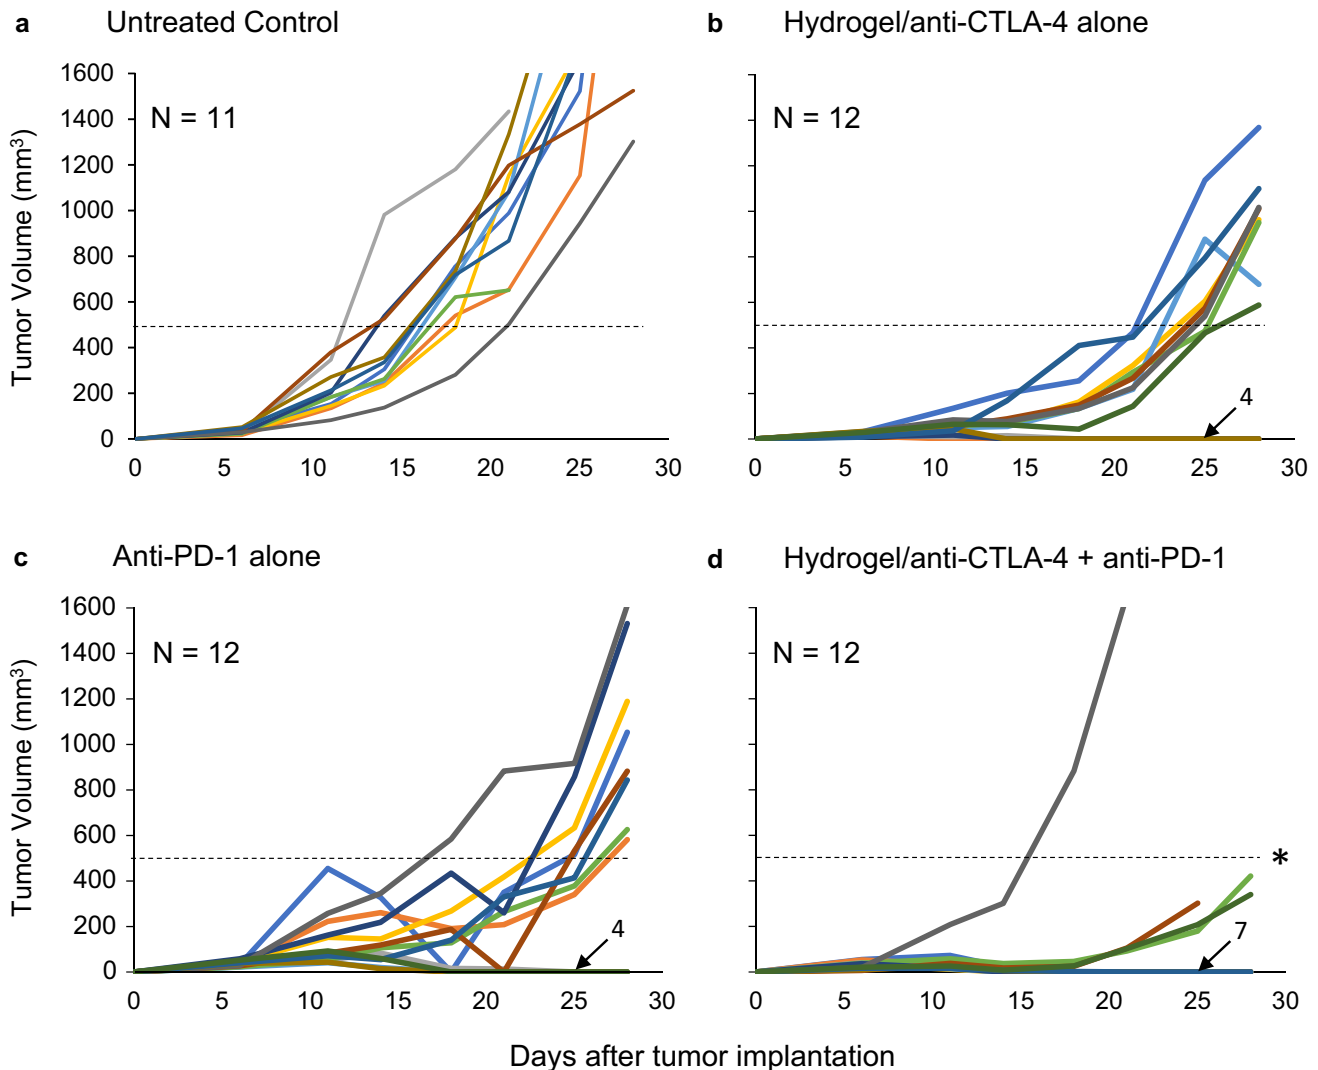 a Untreated Control
1600
1400
1200
1000
800
600
400
200
0
Tumor Volume (mm³)
N = 11
0 5 10 15 20 25 30
b Hydrogel/anti-CTLA-4 alone
N = 12
4
0 5 10 15 20 25 30
c Anti-PD-1 alone
1600
1400
1200
1000
800
600
400
200
0
Tumor Volume (mm³)
N = 12
4
0 5 10 15 20 25 30
d Hydrogel/anti-CTLA-4 + anti-PD-1
N = 12
*
7
0 5 10 15 20 25 30
Days after tumor implantation